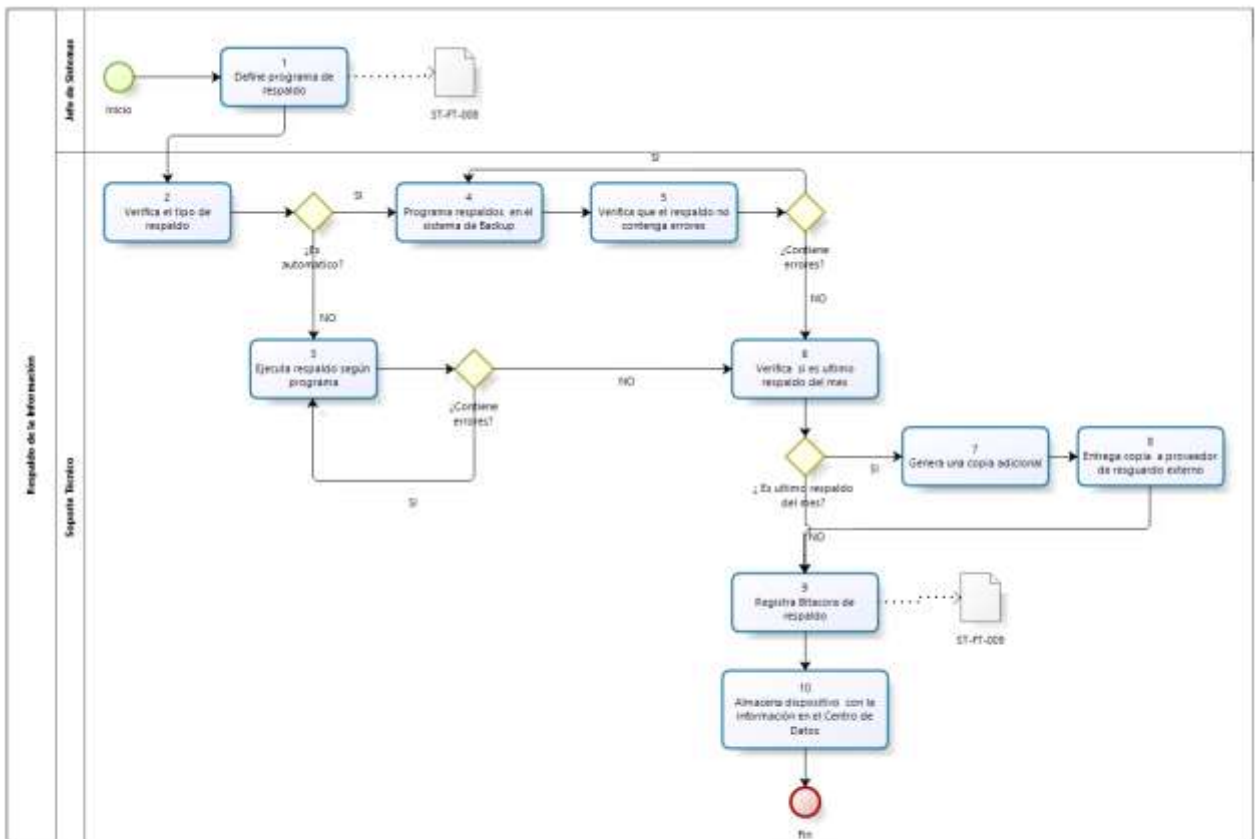 Respaldo de la Información
Jefe de Sistemas
Inicio
1
Define programa de
respaldo
ST-FT-008
Soporte Técnico
2
Verifica el tipo de
respaldo
¿Es
automatico?
SI
NO
4
Programa respaldos en el
sistema de Backup
5
Verifica que el respaldo no
contenga errores
SI
¿Contiene
errores?
NO
3
Ejecuta respaldo según
programa
¿Contiene
errores?
SI
NO
6
Verifica si es ultimo
respaldo del mes
¿ Es ultimo respaldo
del mes?
SI
NO
7
Genera una copia adicional
8
Entrega copia a proveedor
de resguardo externo
9
Registra Bitacora de
respaldo
ST-FT-009
10
Almacena dispositivo con la
información en el Centro de
Datos
Fin